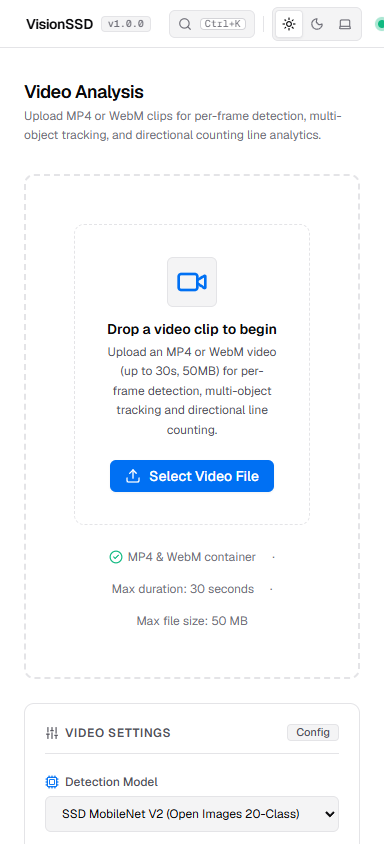 VisionSSD v1.0.0 Ctrl+K
Video Analysis
Upload MP4 or WebM clips for per-frame detection, multi-
object tracking, and directional counting line analytics.
Drop a video clip to begin
Upload an MP4 or WebM video
(up to 30s, 50MB) for per-
frame detection, multi-object
tracking and directional line
counting.
Select Video File
MP4 & WebM container ·
Max duration: 30 seconds ·
Max file size: 50 MB
VIDEO SETTINGS Config
Detection Model
SSD MobileNet V2 (Open Images 20-Class)